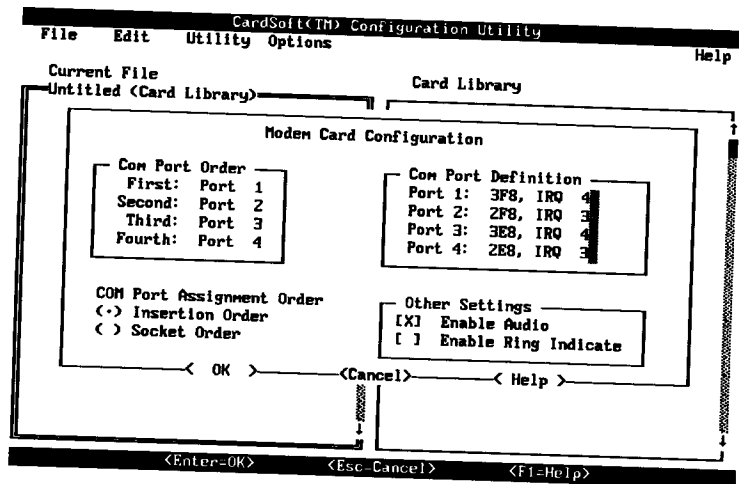 CardSoft(TM) Configuration Utility
File Edit Utility Options Help
Current File
Card Library
Untitled (Card Library)
Modem Card Configuration
Com Port Order
First: Port 1
Second: Port 2
Third: Port 3
Fourth: Port 4
Com Port Definition
Port 1: 3F8, IRQ 4
Port 2: 2F8, IRQ 3
Port 3: 3E8, IRQ 4
Port 4: 2E8, IRQ 3
COM Port Assignment Order
(·) Insertion Order
( ) Socket Order
Other Settings
[X] Enable Audio
[ ] Enable Ring Indicate
< OK > <Cancel> < Help >
<Enter=OK> <Esc=Cancel> <F1=Help>